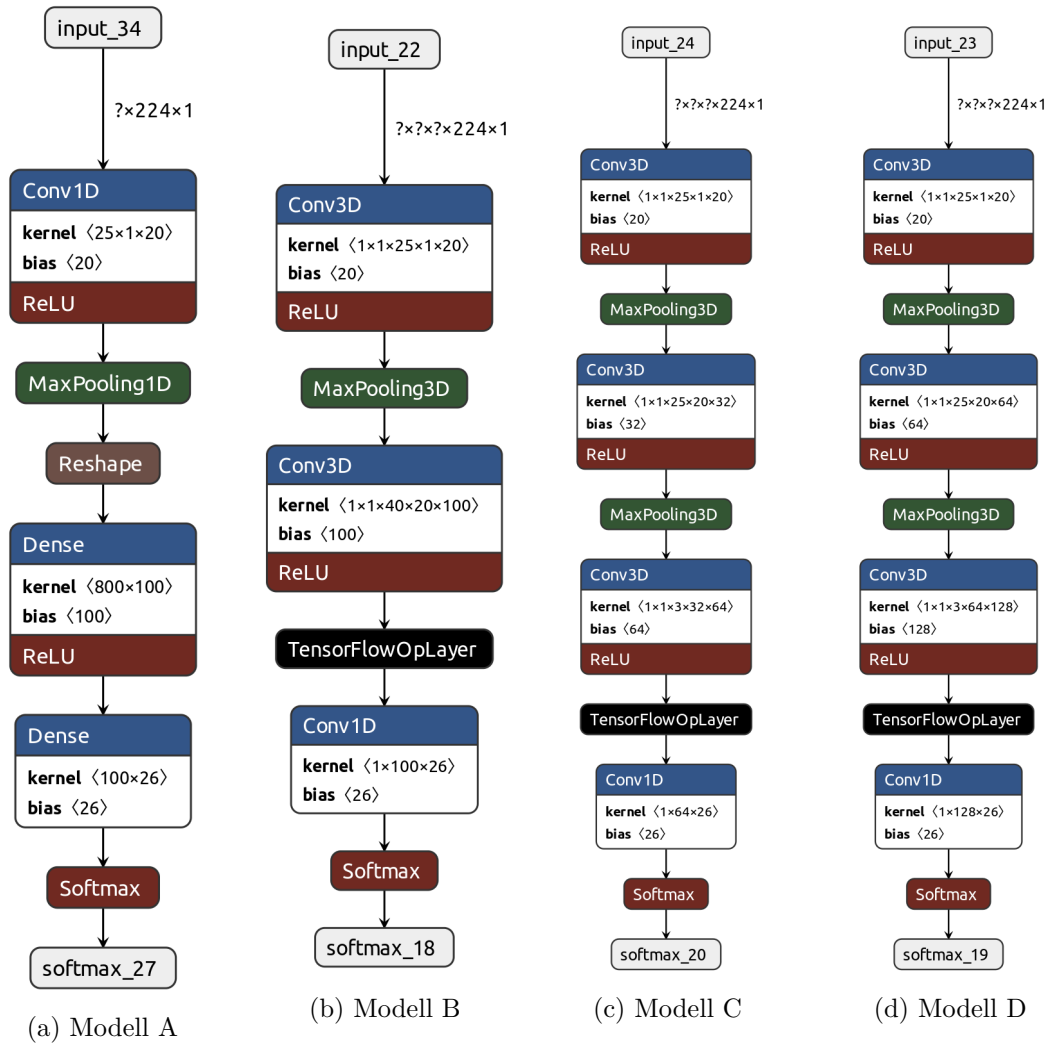 input_34
?×224×1
Conv1D
kernel 〈25×1×20〉
bias 〈20〉
ReLU
MaxPooling1D
Reshape
Dense
kernel 〈800×100〉
bias 〈100〉
ReLU
Dense
kernel 〈100×26〉
bias 〈26〉
Softmax
softmax_27
(a) Modell A
input_22
?×?×?×224×1
Conv3D
kernel 〈1×1×25×1×20〉
bias 〈20〉
ReLU
MaxPooling3D
Conv3D
kernel 〈1×1×40×20×100〉
bias 〈100〉
ReLU
TensorFlowOpLayer
Conv1D
kernel 〈1×100×26〉
bias 〈26〉
Softmax
softmax_18
(b) Modell B
input_24
?×?×?×224×1
Conv3D
kernel 〈1×1×25×1×20〉
bias 〈20〉
ReLU
MaxPooling3D
Conv3D
kernel 〈1×1×25×20×32〉
bias 〈32〉
ReLU
MaxPooling3D
Conv3D
kernel 〈1×1×3×32×64〉
bias 〈64〉
ReLU
TensorFlowOpLayer
Conv1D
kernel 〈1×64×26〉
bias 〈26〉
Softmax
softmax_20
(c) Modell C
input_23
?×?×?×224×1
Conv3D
kernel 〈1×1×25×1×20〉
bias 〈20〉
ReLU
MaxPooling3D
Conv3D
kernel 〈1×1×25×20×64〉
bias 〈64〉
ReLU
MaxPooling3D
Conv3D
kernel 〈1×1×3×64×128〉
bias 〈128〉
ReLU
TensorFlowOpLayer
Conv1D
kernel 〈1×128×26〉
bias 〈26〉
Softmax
softmax_19
(d) Modell D